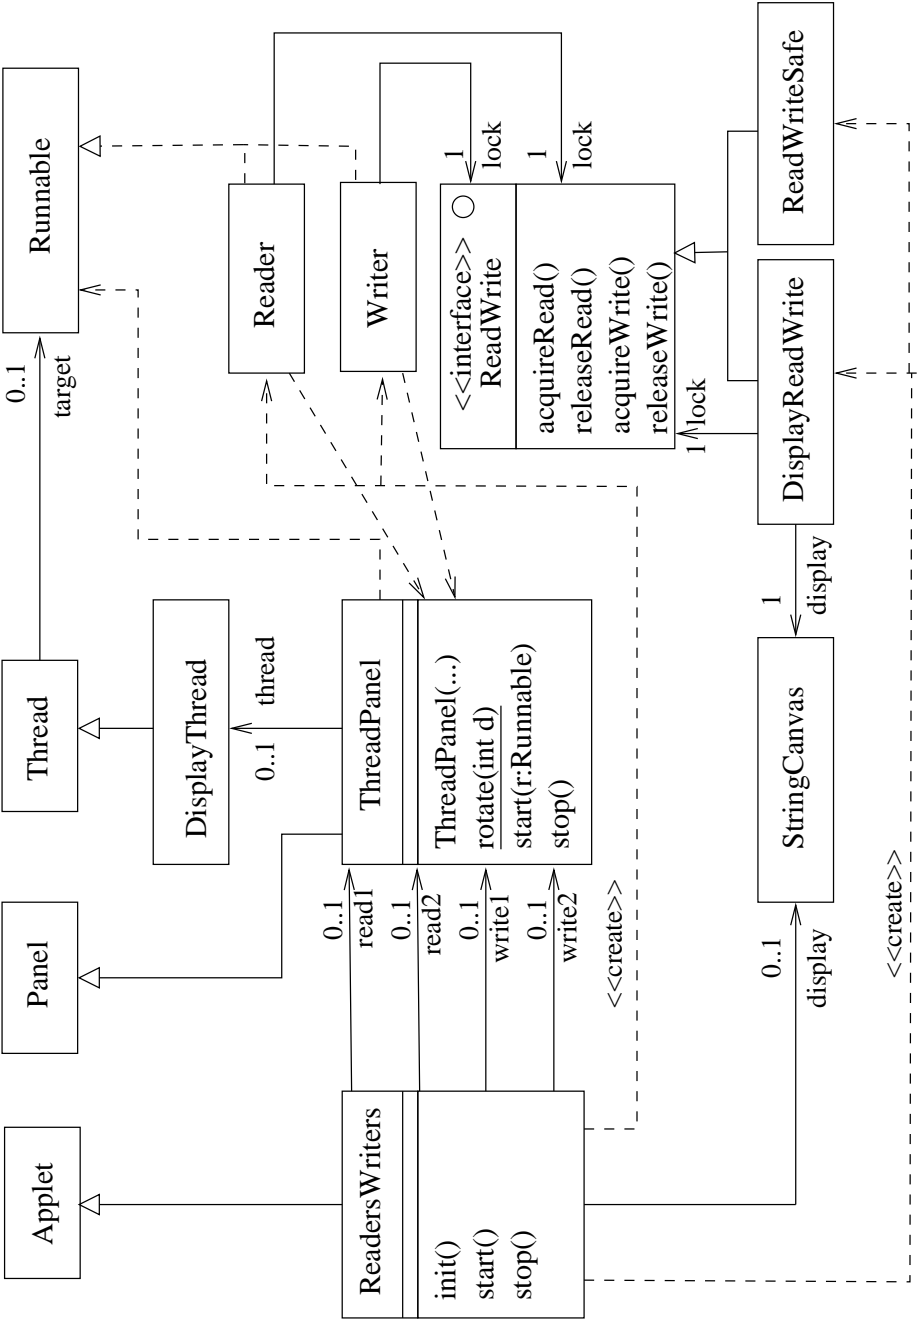 Applet
Panel
Thread
0..1
target
Runnable
DisplayThread
0..1
thread
Reader
Writer
ReadersWriters
init()
start()
stop()
0..1
read1
0..1
read2
0..1
write1
0..1
write2
ThreadPanel
ThreadPanel(...)
rotate(int d)
start(r:Runnable)
stop()
<<interface>>
ReadWrite
acquireRead()
releaseRead()
acquireWrite()
releaseWrite()
1
lock
1
lock
1 lock
<<create>>
0..1
display
StringCanvas
1
display
DisplayReadWrite
ReadWriteSafe
<<create>>